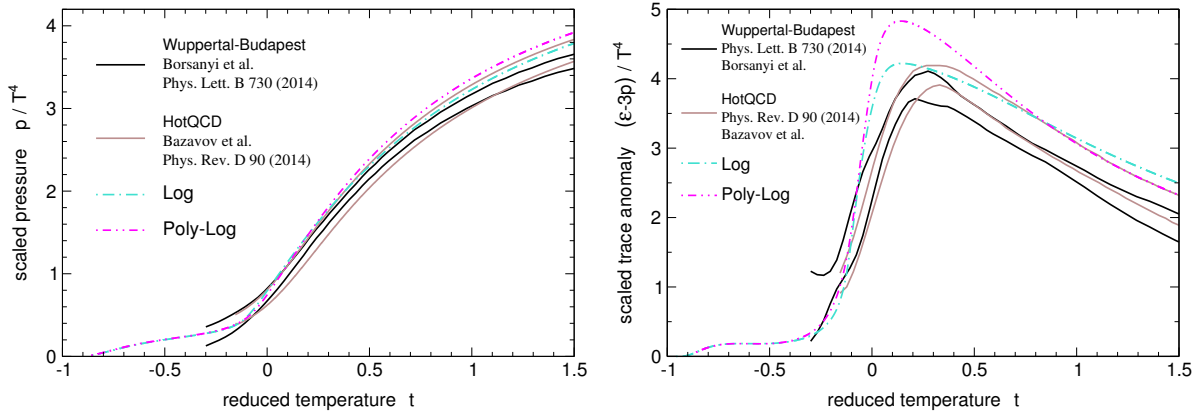 4
3
2
1
0
scaled pressure p / T⁴
Wuppertal-Budapest
Borsanyi et al.
Phys. Lett. B 730 (2014)
HotQCD
Bazavov et al.
Phys. Rev. D 90 (2014)
Log
Poly-Log
-1 -0.5 0 0.5 1 1.5
reduced temperature t
5
4
3
2
1
0
scaled trace anomaly (ε-3p) / T⁴
Wuppertal-Budapest
Phys. Lett. B 730 (2014)
Borsanyi et al.
HotQCD
Phys. Rev. D 90 (2014)
Bazavov et al.
Log
Poly-Log
-1 -0.5 0 0.5 1 1.5
reduced temperature t